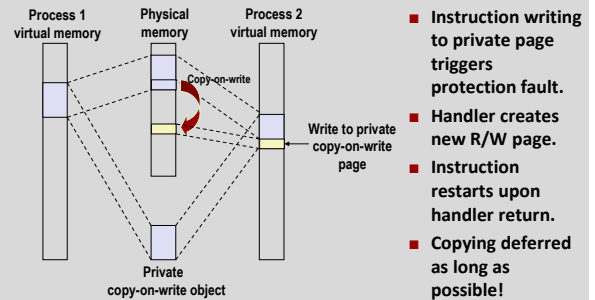 Process 1
virtual memory
Physical
memory
Process 2
virtual memory
Copy-on-write
Write to private
copy-on-write
page
Private
copy-on-write object
■ Instruction writing
to private page
triggers
protection fault.
■ Handler creates
new R/W page.
■ Instruction
restarts upon
handler return.
■ Copying deferred
as long as
possible!